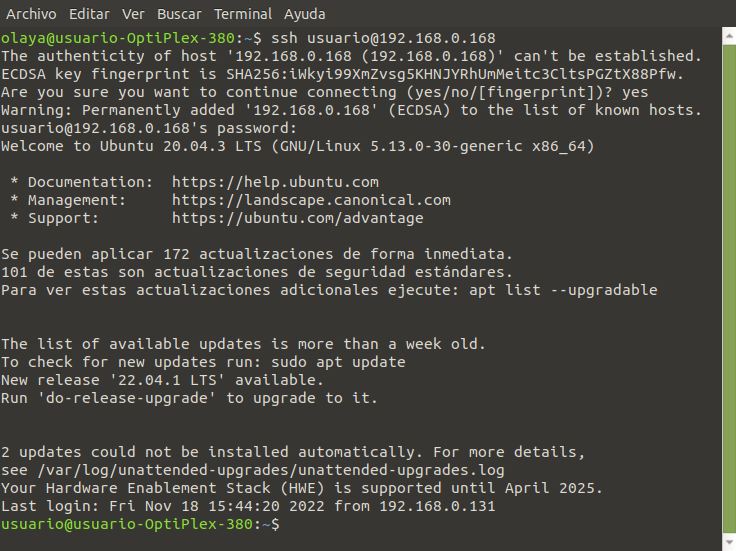 Archivo Editar Ver Buscar Terminal Ayuda
olaya@usuario-OptiPlex-380:~$ ssh usuario@192.168.0.168
The authenticity of host '192.168.0.168 (192.168.0.168)' can't be established.
ECDSA key fingerprint is SHA256:iWkyi99XmZvsg5KHNJYRhUmMeitc3CltsPGZtX88Pfw.
Are you sure you want to continue connecting (yes/no/[fingerprint])? yes
Warning: Permanently added '192.168.0.168' (ECDSA) to the list of known hosts.
usuario@192.168.0.168's password:
Welcome to Ubuntu 20.04.3 LTS (GNU/Linux 5.13.0-30-generic x86_64)
* Documentation: https://help.ubuntu.com
* Management: https://landscape.canonical.com
* Support: https://ubuntu.com/advantage
Se pueden aplicar 172 actualizaciones de forma inmediata.
101 de estas son actualizaciones de seguridad estándares.
Para ver estas actualizaciones adicionales ejecute: apt list --upgradable
The list of available updates is more than a week old.
To check for new updates run: sudo apt update
New release '22.04.1 LTS' available.
Run 'do-release-upgrade' to upgrade to it.
2 updates could not be installed automatically. For more details,
see /var/log/unattended-upgrades/unattended-upgrades.log
Your Hardware Enablement Stack (HWE) is supported until April 2025.
Last login: Fri Nov 18 15:44:20 2022 from 192.168.0.131
usuario@usuario-OptiPlex-380:~$